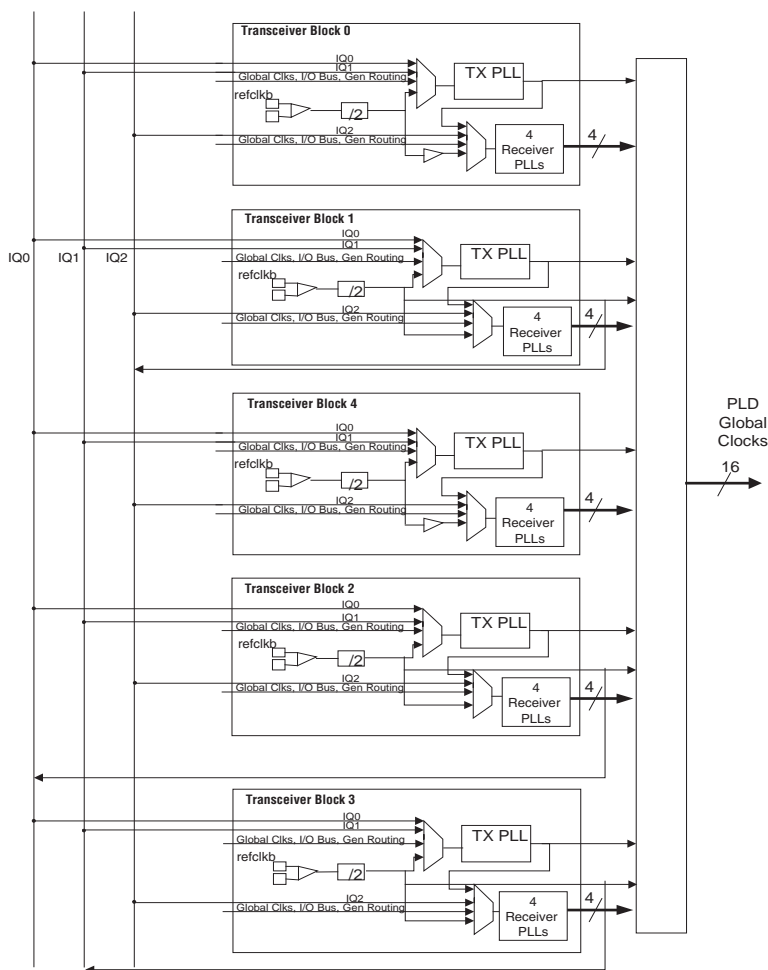 Transceiver Block 0
IQ0
IQ1
Global Clks, I/O Bus, Gen Routing
TX PLL
refclkb
/2
IQ2
Global Clks, I/O Bus, Gen Routing
4
Receiver
PLLs
4
Transceiver Block 1
IQ0
IQ1
IQ0
IQ1
IQ2
Global Clks, I/O Bus, Gen Routing
TX PLL
refclkb
/2
IQ2
Global Clks, I/O Bus, Gen Routing
4
Receiver
PLLs
4
Transceiver Block 4
IQ0
IQ1
Global Clks, I/O Bus, Gen Routing
TX PLL
refclkb
/2
IQ2
Global Clks, I/O Bus, Gen Routing
4
Receiver
PLLs
4
PLD
Global
Clocks
16
Transceiver Block 2
IQ0
IQ1
Global Clks, I/O Bus, Gen Routing
TX PLL
refclkb
/2
IQ2
Global Clks, I/O Bus, Gen Routing
4
Receiver
PLLs
4
Transceiver Block 3
IQ0
IQ1
Global Clks, I/O Bus, Gen Routing
TX PLL
refclkb
/2
IQ2
Global Clks, I/O Bus, Gen Routing
4
Receiver
PLLs
4